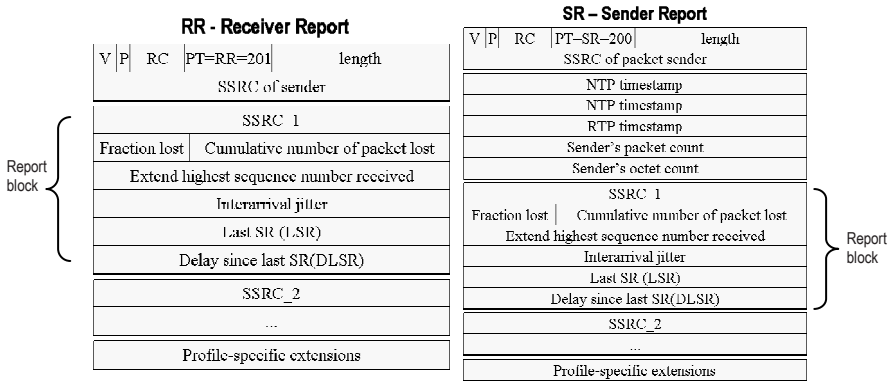 RR - Receiver Report
V P RC PT=RR=201 length
SSRC of sender
SSRC_1
Fraction lost Cumulative number of packet lost
Extend highest sequence number received
Interarrival jitter
Last SR (LSR)
Delay since last SR(DLSR)
SSRC_2
...
Profile-specific extensions
Report
block
SR – Sender Report
V P RC PT–SR–200 length
SSRC of packet sender
NTP timestamp
NTP timestamp
RTP timestamp
Sender's packet count
Sender's octet count
SSRC_1
Fraction lost Cumulative number of packet lost
Extend highest sequence number received
Interarrival jitter
Last SR (LSR)
Delay since last SR(DLSR)
SSRC_2
...
Profile-specific extensions
Report
block